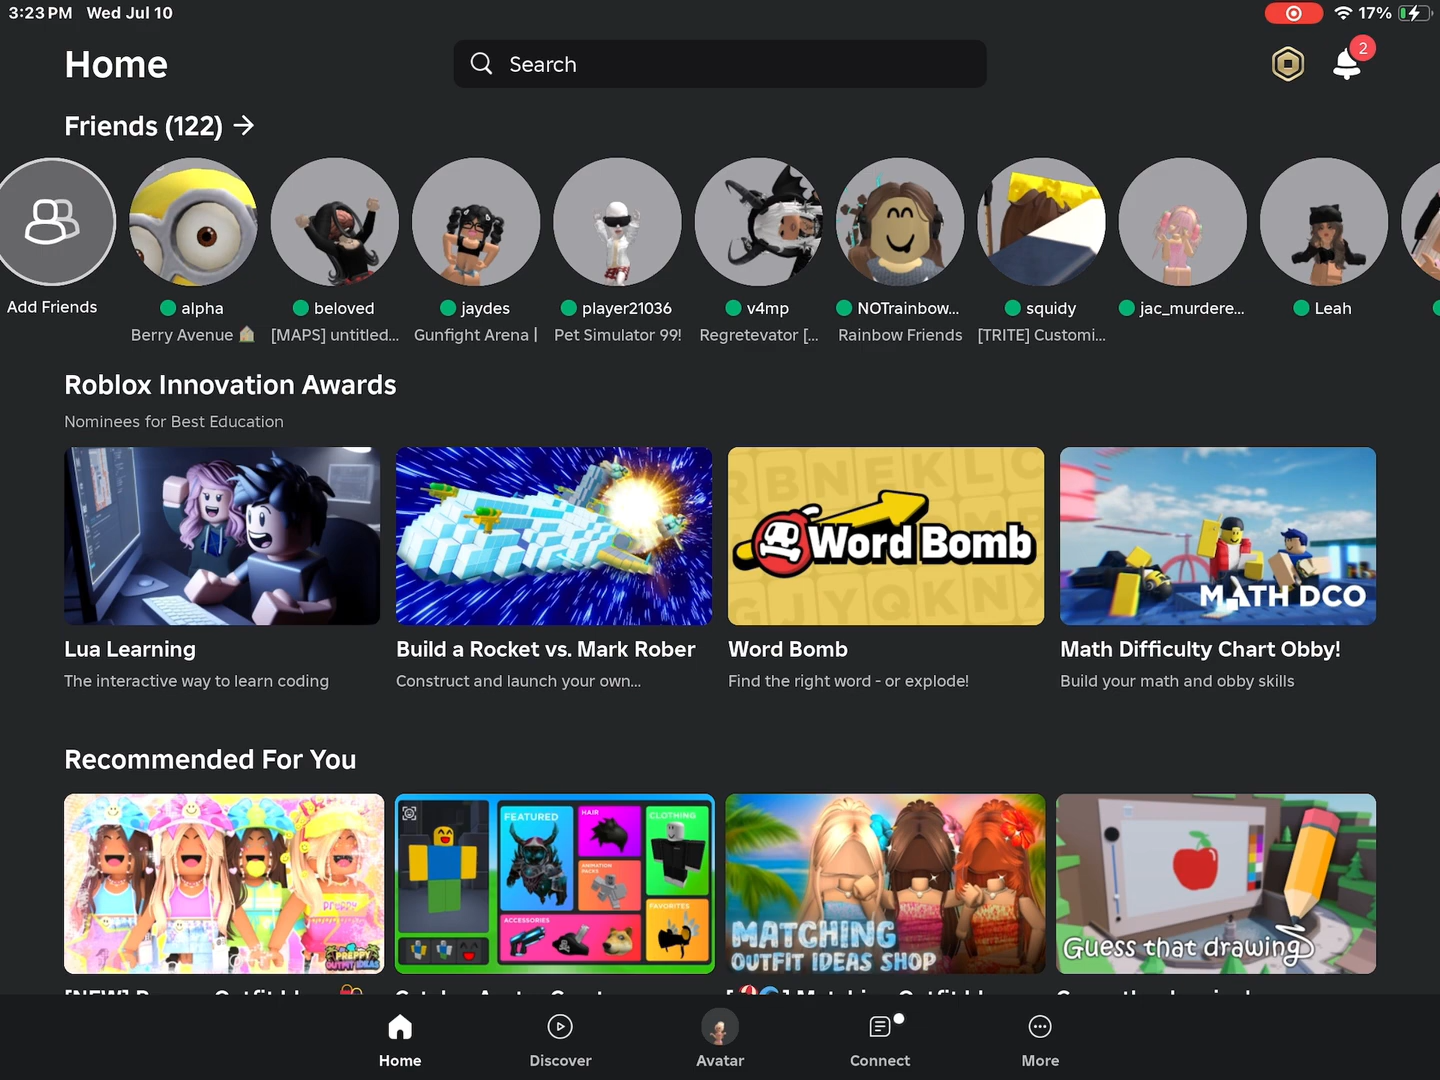 3:23 PM Wed Jul 10
17%
Home
Search
2
Friends (122)
Add Friends
alpha
Berry Avenue
beloved
[MAPS] untitled...
jaydes
Gunfight Arena |
player21036
Pet Simulator 99!
v4mp
Regretevator [...
NOTrainbow...
Rainbow Friends
squidy
[TRITE] Customi...
jac_murdere...
Leah
Roblox Innovation Awards
Nominees for Best Education
Word Bomb
MATH DCO
Lua Learning
The interactive way to learn coding
Build a Rocket vs. Mark Rober
Construct and launch your own...
Word Bomb
Find the right word - or explode!
Math Difficulty Chart Obby!
Build your math and obby skills
Recommended For You
PREPPY
OUTFIT IDEAS
FEATURED
HAIR
CLOTHING
ANIMATION
PACKS
ACCESSORIES
FAVORITES
MATCHING
OUTFIT IDEAS SHOP
Guess that drawing
Home
Discover
Avatar
Connect
More